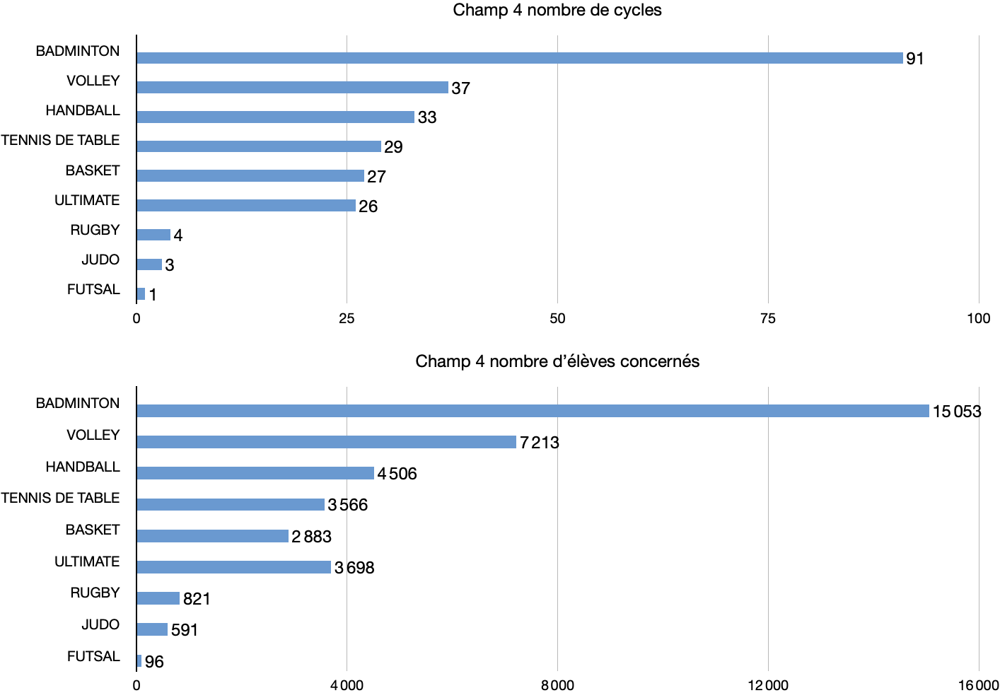 Champ 4 nombre de cycles
BADMINTON 91
VOLLEY 37
HANDBALL 33
TENNIS DE TABLE 29
BASKET 27
ULTIMATE 26
RUGBY 4
JUDO 3
FUTSAL 1
0 25 50 75 100
Champ 4 nombre d’élèves concernés
BADMINTON 15 053
VOLLEY 7 213
HANDBALL 4 506
TENNIS DE TABLE 3 566
BASKET 2 883
ULTIMATE 3 698
RUGBY 821
JUDO 591
FUTSAL 96
0 4 000 8 000 12 000 16 000